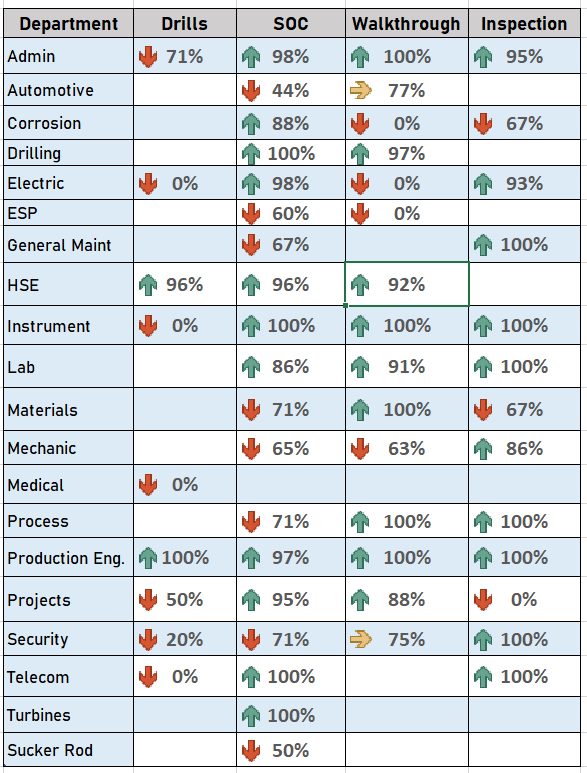 Department Drills SOC Walkthrough Inspection
Admin 71% 98% 100% 95%
Automotive 44% 77%
Corrosion 88% 0% 67%
Drilling 100% 97%
Electric 0% 98% 0% 93%
ESP 60% 0%
General Maint 67% 100%
HSE 96% 96% 92%
Instrument 0% 100% 100% 100%
Lab 86% 91% 100%
Materials 71% 100% 67%
Mechanic 65% 63% 86%
Medical 0%
Process 71% 100% 100%
Production Eng. 100% 97% 100% 100%
Projects 50% 95% 88% 0%
Security 20% 71% 75% 100%
Telecom 0% 100% 100%
Turbines 100%
Sucker Rod 50%